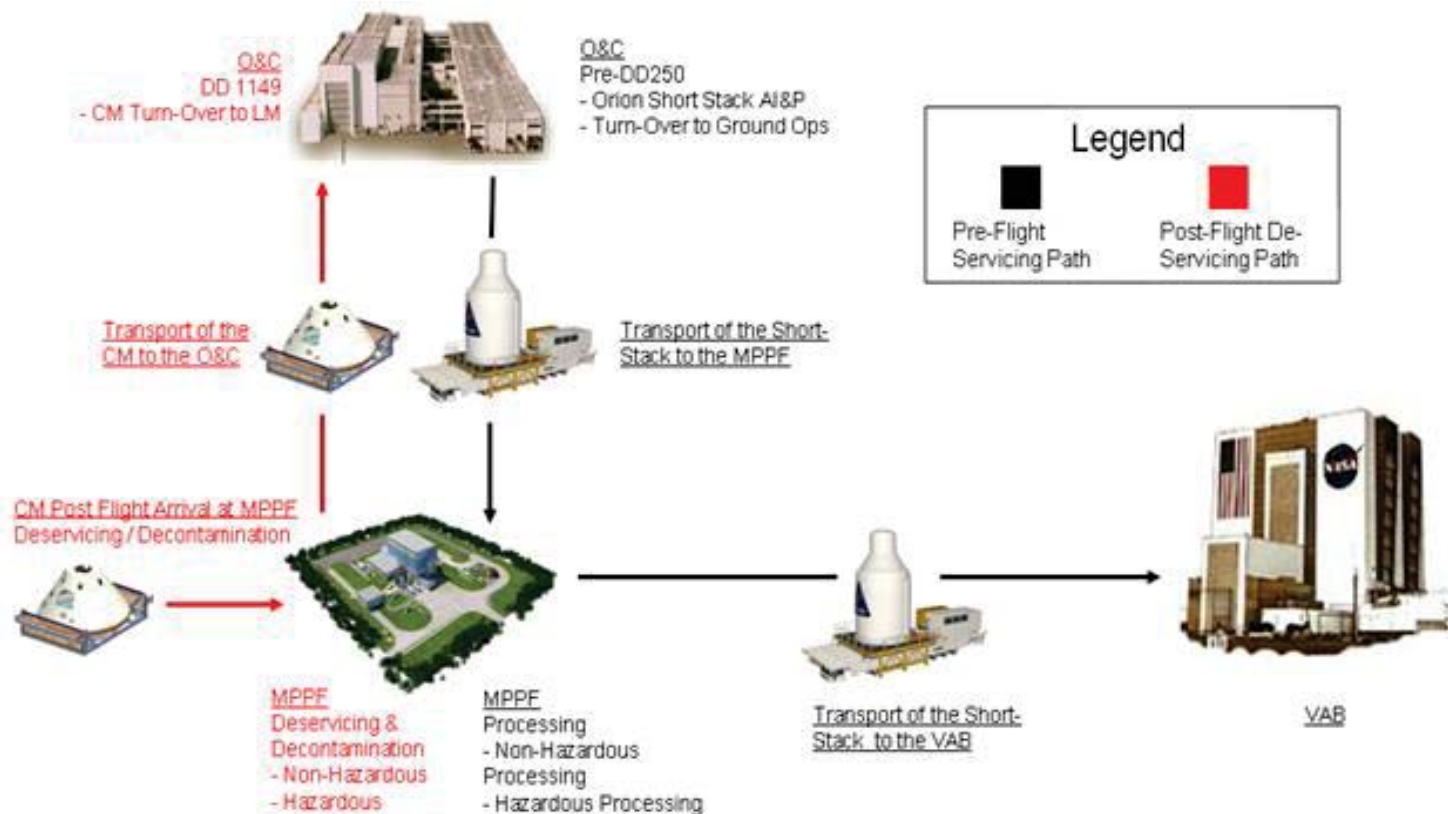 O&C
DD 1149
- CM Turn-Over to LM
O&C
Pre-DD250
- Orion Short Stack AI&P
- Turn-Over to Ground Ops
Legend
Pre-Flight
Servicing Path
Post-Flight De-
Servicing Path
Transport of the
CM to the O&C
Transport of the Short-
Stack to the MPPF
CM Post Flight Arrival at MPPF
Deservicing / Decontamination
NASA
MPPF
Deservicing &
Decontamination
- Non-Hazardous
- Hazardous
MPPF
Processing
- Non-Hazardous
Processing
- Hazardous Processing
Transport of the Short-
Stack to the VAB
VAB